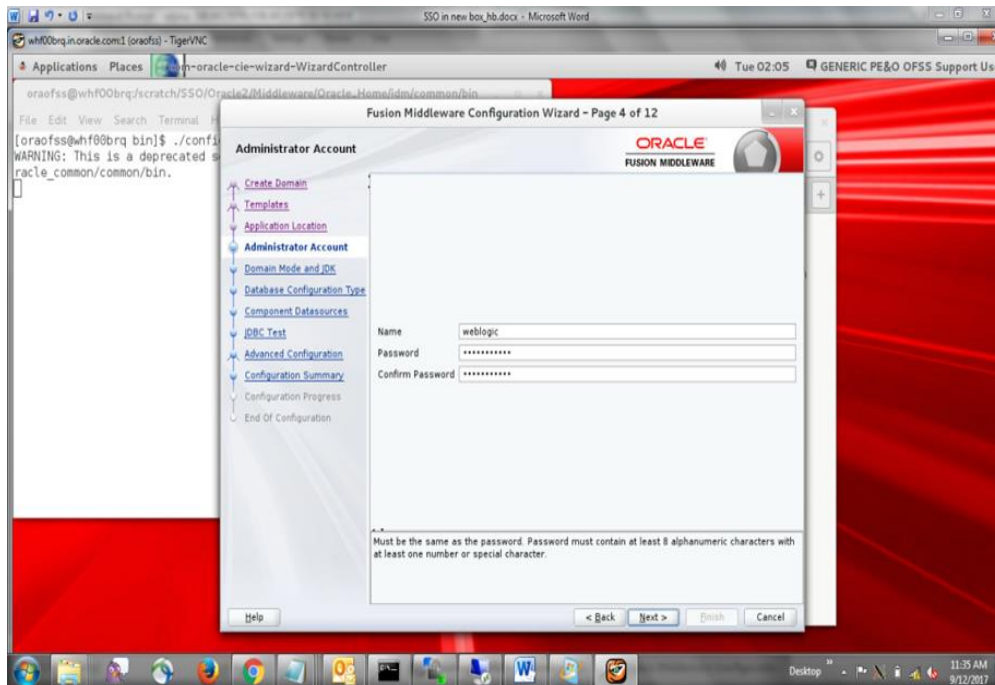 SSO in new box_hb.docx - Microsoft Word
whf00brq.in.oracle.com:1 (oraofss) - TigerVNC
Applications Places
-oracle-cie-wizard-WizardController
Tue 02:05
GENERIC PE&O OFSS Support Us
oraofss@whf00brq:/scratch/SSO/Oracle2/Middleware/Oracle_Home/idm/common/bin
File Edit View Search Terminal H
[oraofss@whf00brq bin]$ ./confi
WARNING: This is a deprecated s
racle_common/common/bin.
Fusion Middleware Configuration Wizard - Page 4 of 12
Administrator Account
ORACLE
FUSION MIDDLEWARE
Create Domain
Templates
Application Location
Administrator Account
Domain Mode and JDK
Database Configuration Type
Component Datasources
JDBC Test
Advanced Configuration
Configuration Summary
Configuration Progress
End Of Configuration
Name weblogic
Password •••••••••••
Confirm Password •••••••••••
Must be the same as the password. Password must contain at least 8 alphanumeric characters with
at least one number or special character.
Help
< Back
Next >
Finish
Cancel
Desktop
11:35 AM
9/12/2017